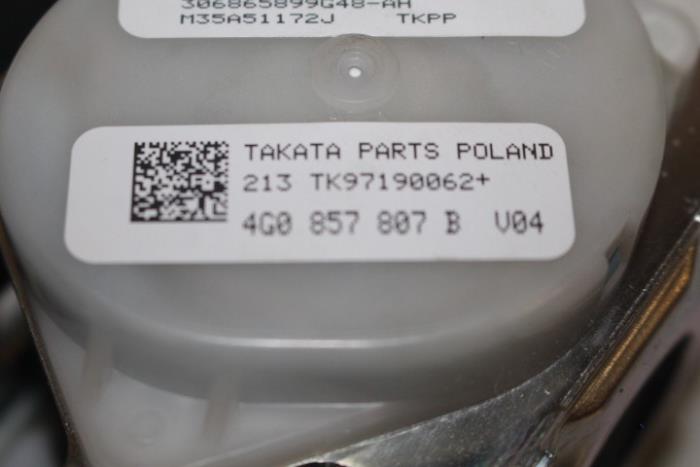 306865899G48-AH
M35A51172J TKPP
TAKATA PARTS POLAND
213 TK97190062+
4G0 857 807 B V04